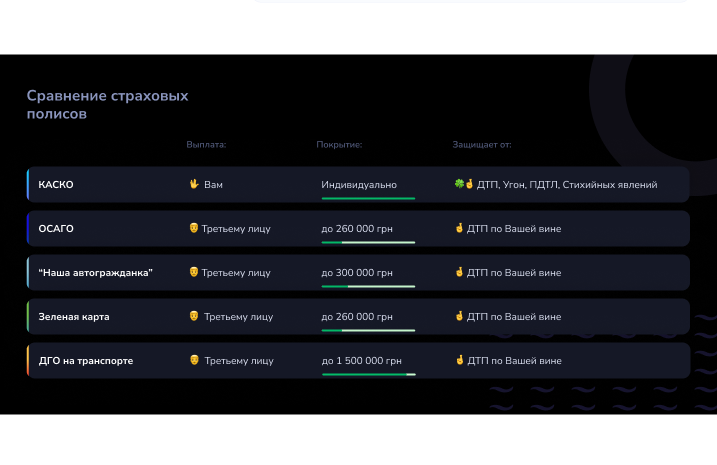 Сравнение страховых
полисов
Выплата: Покрытие: Защищает от:
КАСКО 🖖 Вам Индивидуально 🍀🤞 ДТП, Угон, ПДТЛ, Стихийных явлений
ОСАГО 👨 Третьему лицу до 260 000 грн 🤞 ДТП по Вашей вине
“Наша автогражданка” 👨 Третьему лицу до 300 000 грн 🤞 ДТП по Вашей вине
Зеленая карта 👨 Третьему лицу до 260 000 грн 🤞 ДТП по Вашей вине
ДГО на транспорте 👨 Третьему лицу до 1 500 000 грн 🤞 ДТП по Вашей вине